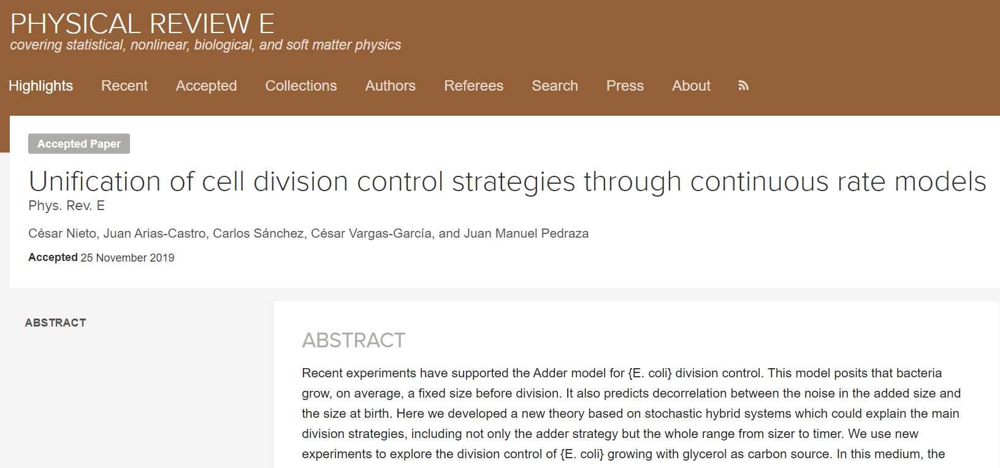 PHYSICAL REVIEW E
covering statistical, nonlinear, biological, and soft matter physics
Highlights Recent Accepted Collections Authors Referees Search Press About
Accepted Paper
Unification of cell division control strategies through continuous rate models
Phys. Rev. E
César Nieto, Juan Arias-Castro, Carlos Sánchez, César Vargas-García, and Juan Manuel Pedraza
Accepted 25 November 2019
ABSTRACT
ABSTRACT
Recent experiments have supported the Adder model for {E. coli} division control. This model posits that bacteria
grow, on average, a fixed size before division. It also predicts decorrelation between the noise in the added size and
the size at birth. Here we developed a new theory based on stochastic hybrid systems which could explain the main
division strategies, including not only the adder strategy but the whole range from sizer to timer. We use new
experiments to explore the division control of {E. coli} growing with glycerol as carbon source. In this medium, the